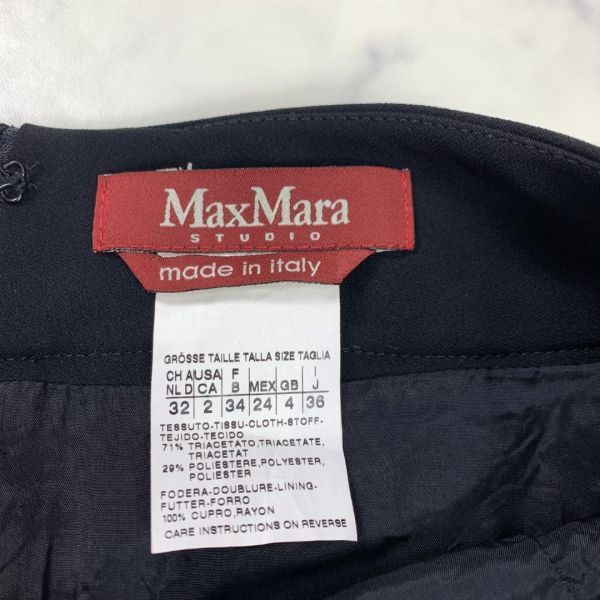 MaxMara
STUDIO
made in italy
GRÖSSE TAILLE TALLA SIZE TAGLIA
CH A USA F I
NL D CA B MEX GB J
32 2 34 24 4 36
TESSUTO-TISSU-CLOTH-STOFF-
TEJIDO-TECIDO
71% TRIACETATO,TRIACETATE,
TRIACETAT
29% POLIESTERE,POLYESTER,
POLIESTER
FODERA-DOUBLURE-LINING-
FUTTER-FORRO
100% CUPRO,RAYON
CARE INSTRUCTIONS ON REVERSE